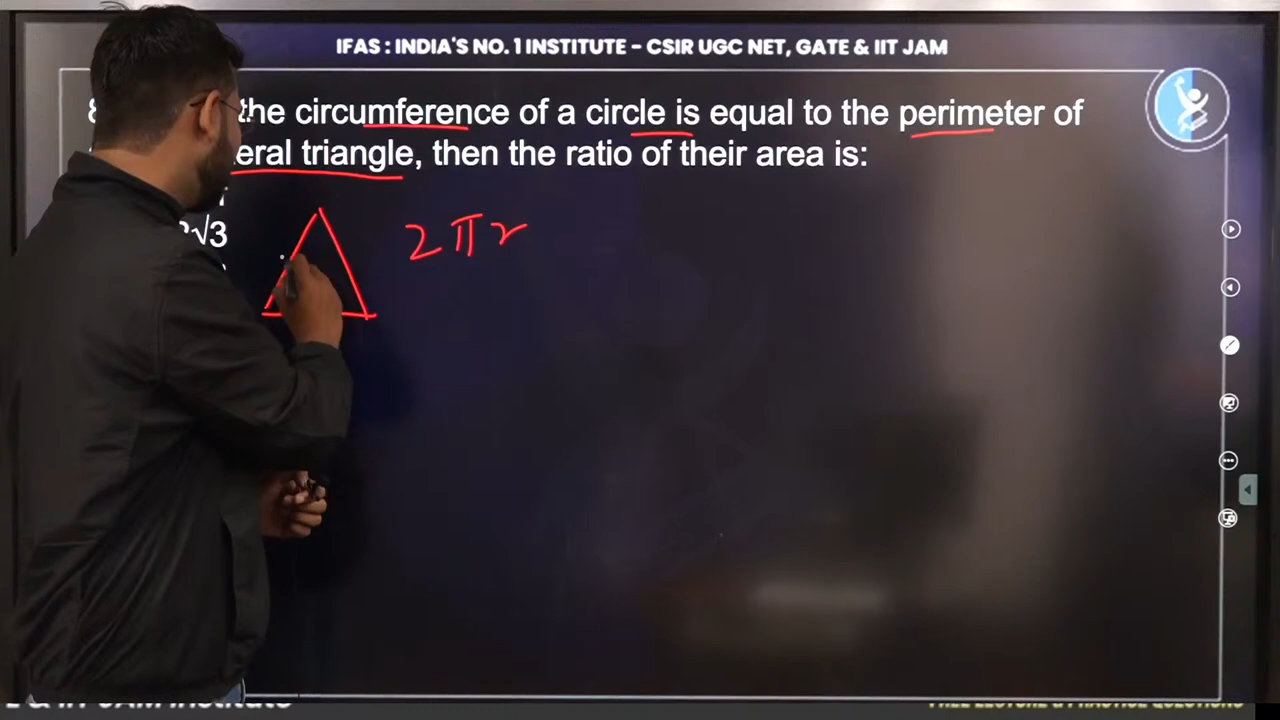 IFAS : INDIA'S NO. 1 INSTITUTE - CSIR UGC NET, GATE & IIT JAM
the circumference of a circle is equal to the perimeter of
triangle, then the ratio of their area is:
√3
2πr